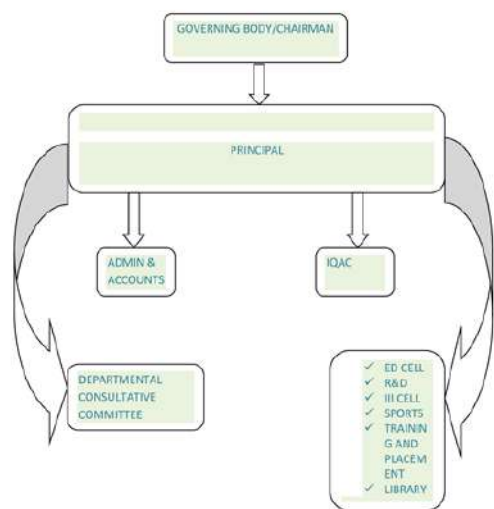 GOVERNING BODY/CHAIRMAN
PRINCIPAL
ADMIN &
ACCOUNTS
IQAC
DEPARTMENTAL
CONSULTATIVE
COMMITTEE
✓ ED CELL
✓ R&D
✓ III CELL
✓ SPORTS
✓ TRAININ
G AND
PLACEM
ENT
✓ LIBRARY